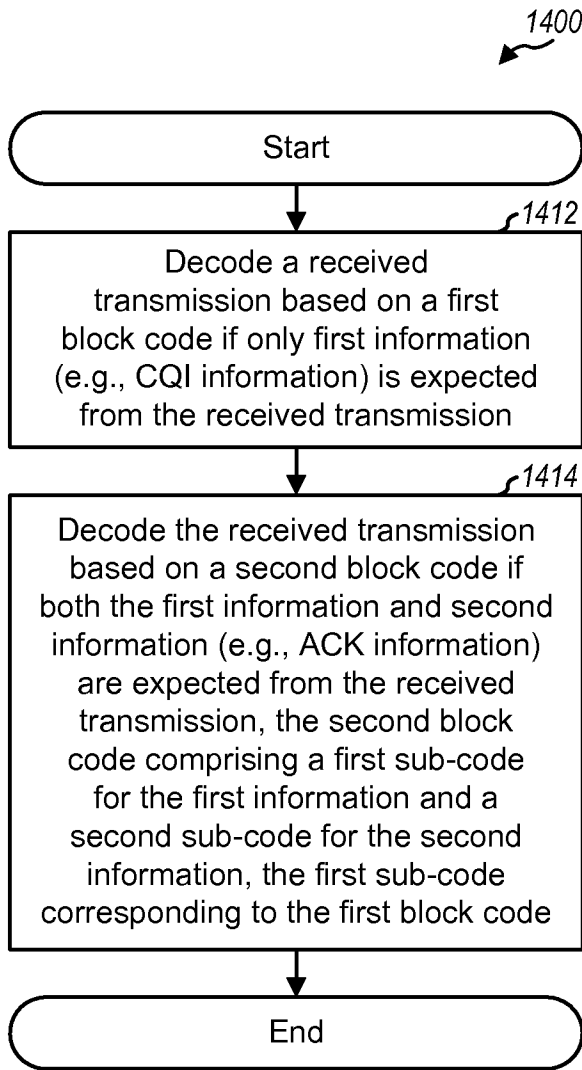 1400
Start
1412
Decode a received
transmission based on a first
block code if only first information
(e.g., CQI information) is expected
from the received transmission
1414
Decode the received transmission
based on a second block code if
both the first information and second
information (e.g., ACK information)
are expected from the received
transmission, the second block
code comprising a first sub-code
for the first information and a
second sub-code for the second
information, the first sub-code
corresponding to the first block code
End